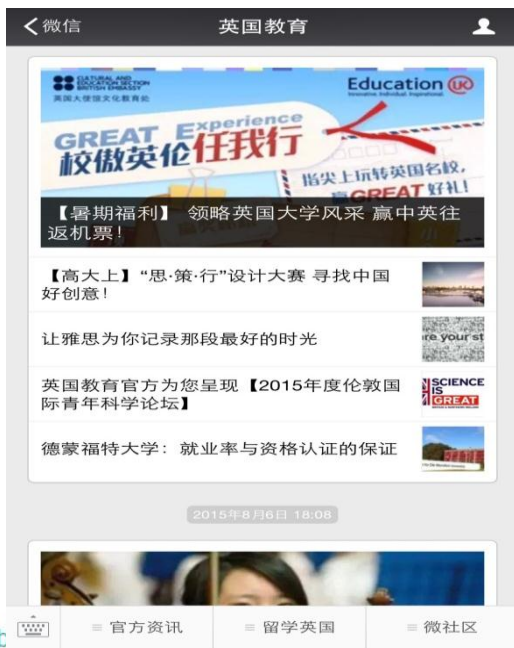 微信
英国教育
CULTURAL AND
EDUCATION SECTION
BRITISH EMBASSY
英国大使馆文化教育处
Education UK
Innovative Individual Inspirational
GREAT Experience
校傲英伦任我行
指尖上玩转英国名校，
赢GREAT好礼！
【暑期福利】 领略英国大学风采 赢中英往
返机票！
【高大上】“思·策·行”设计大赛 寻找中国
好创意！
让雅思为你记录那段最好的时光
re your st
英国教育官方为您呈现【2015年度伦敦国
际青年科学论坛】
SCIENCE
IS
GREAT
德蒙福特大学：就业率与资格认证的保证
2015年8月6日 18:08
官方资讯
留学英国
微社区